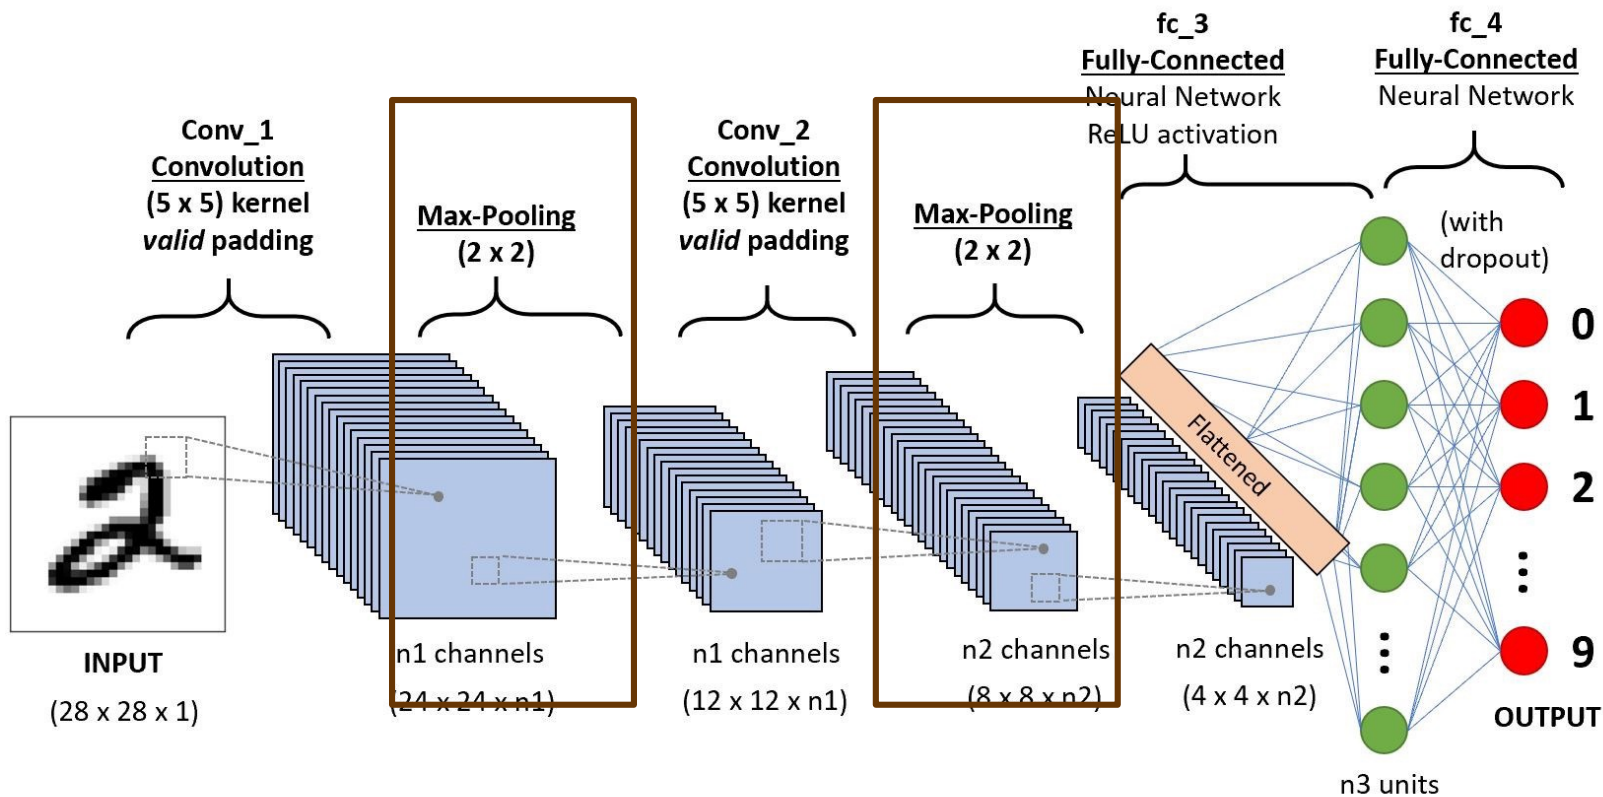 fc_3
Fully-Connected
Neural Network
ReLU activation
fc_4
Fully-Connected
Neural Network
Conv_1
Convolution
(5 x 5) kernel
valid padding
Max-Pooling
(2 x 2)
Conv_2
Convolution
(5 x 5) kernel
valid padding
Max-Pooling
(2 x 2)
(with
dropout)
0
1
2
9
Flattened
INPUT
(28 x 28 x 1)
n1 channels
(24 x 24 x n1)
n1 channels
(12 x 12 x n1)
n2 channels
(8 x 8 x n2)
n2 channels
(4 x 4 x n2)
OUTPUT
n3 units